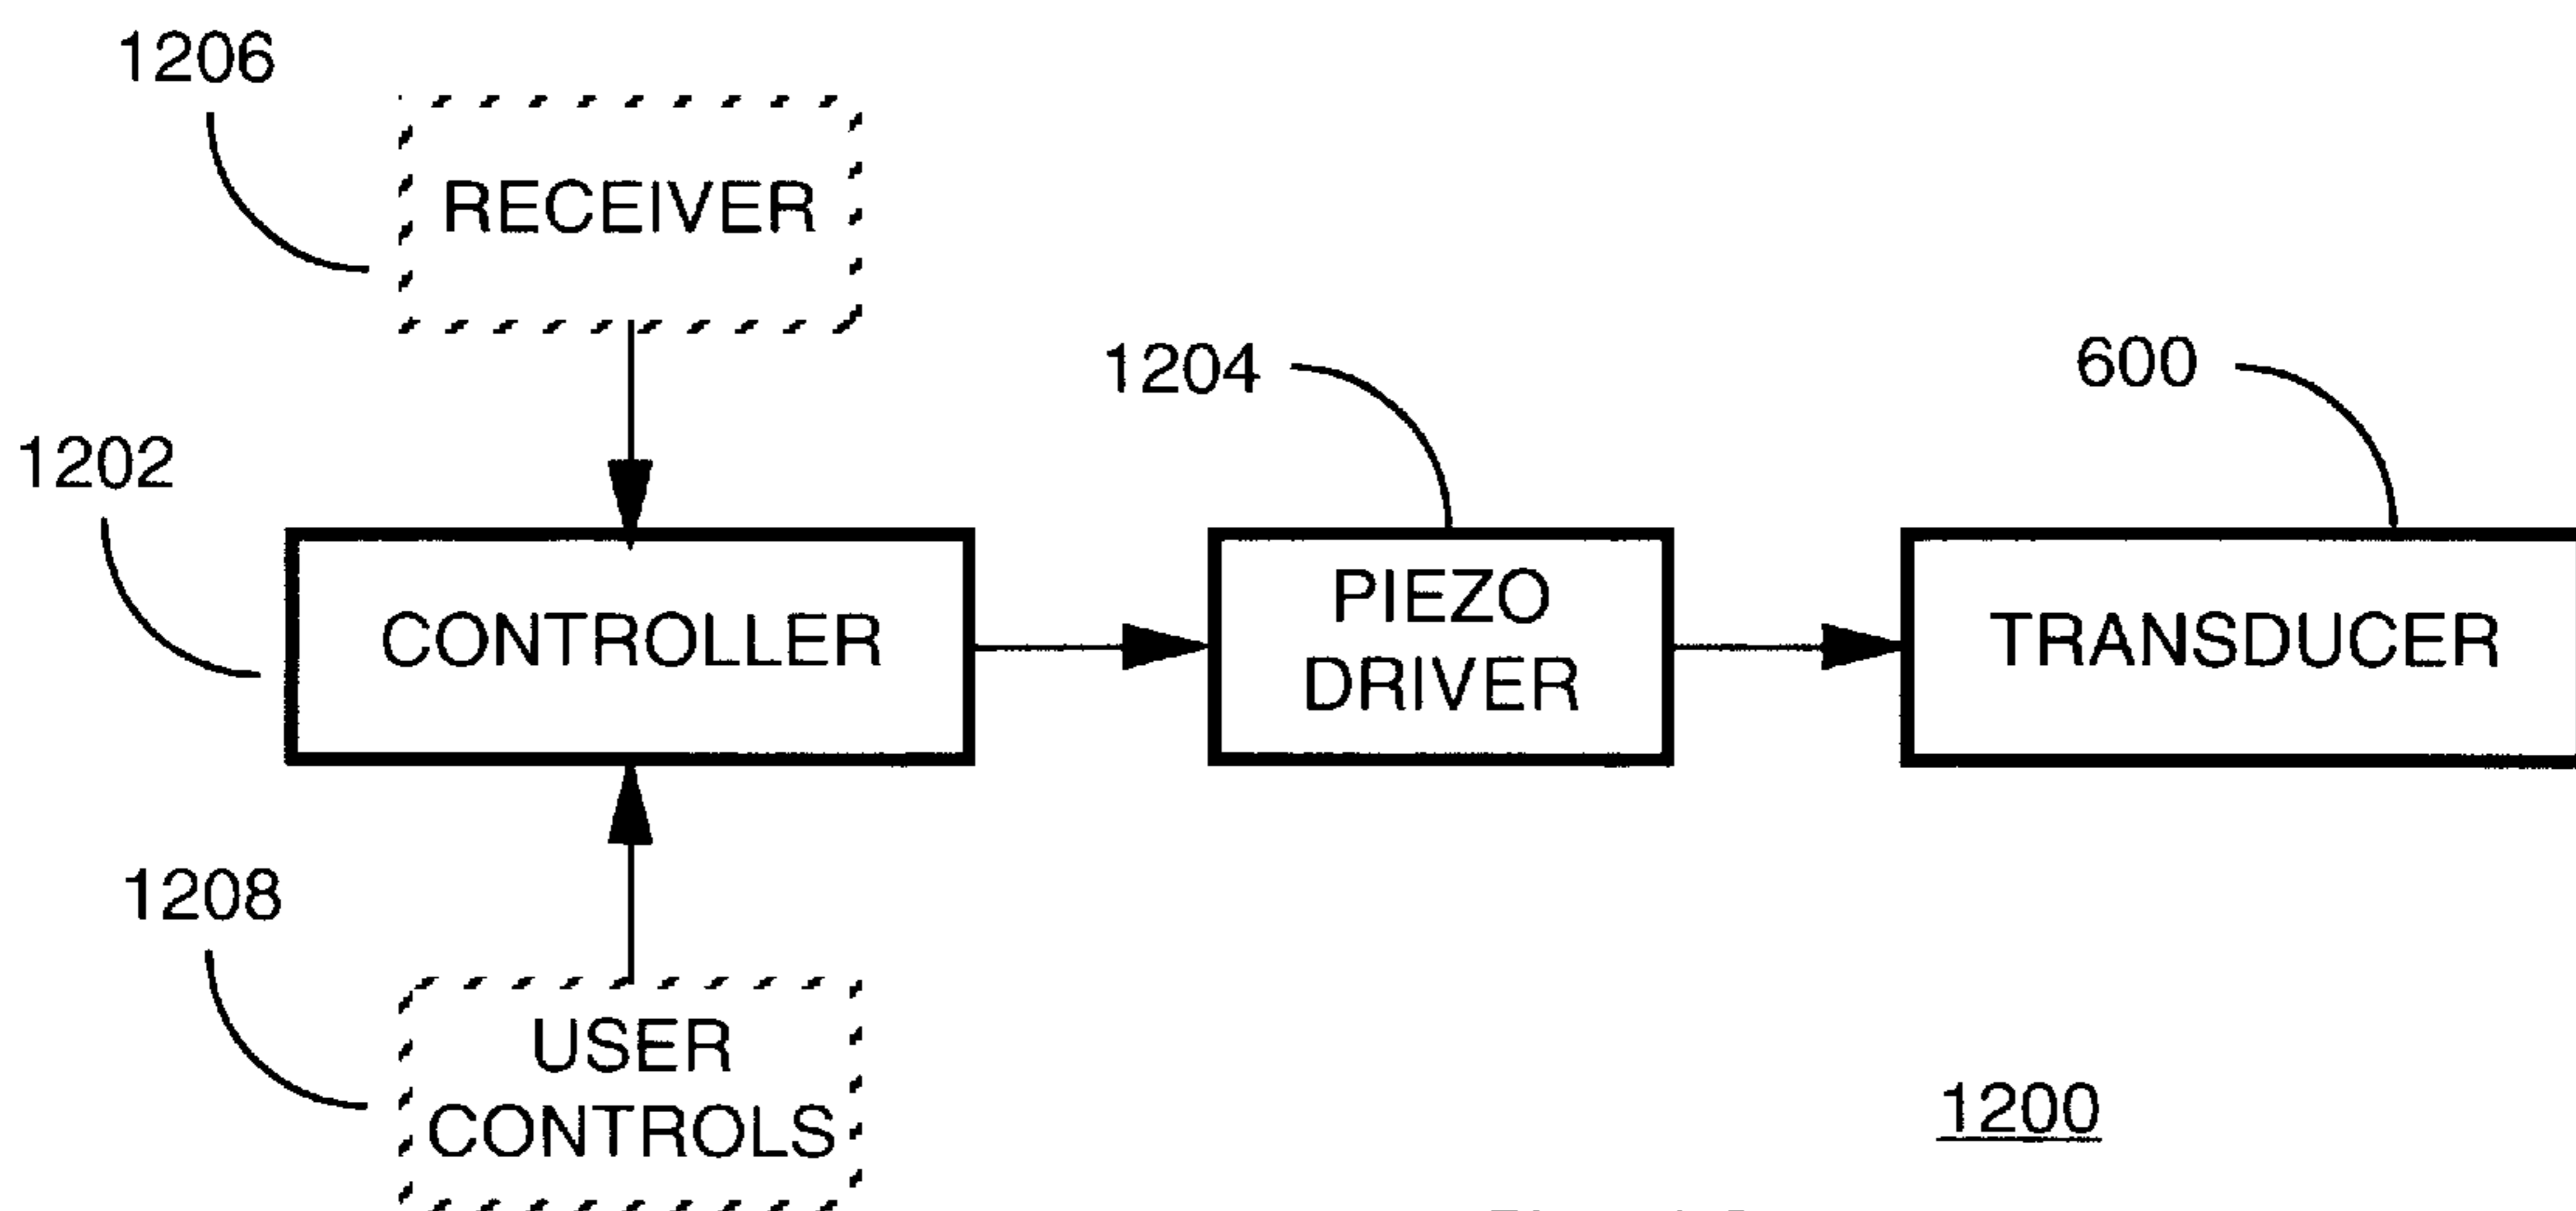 1206
RECEIVER
1204
600
1202
CONTROLLER
PIEZO
DRIVER
TRANSDUCER
1208
USER
CONTROLS
1200